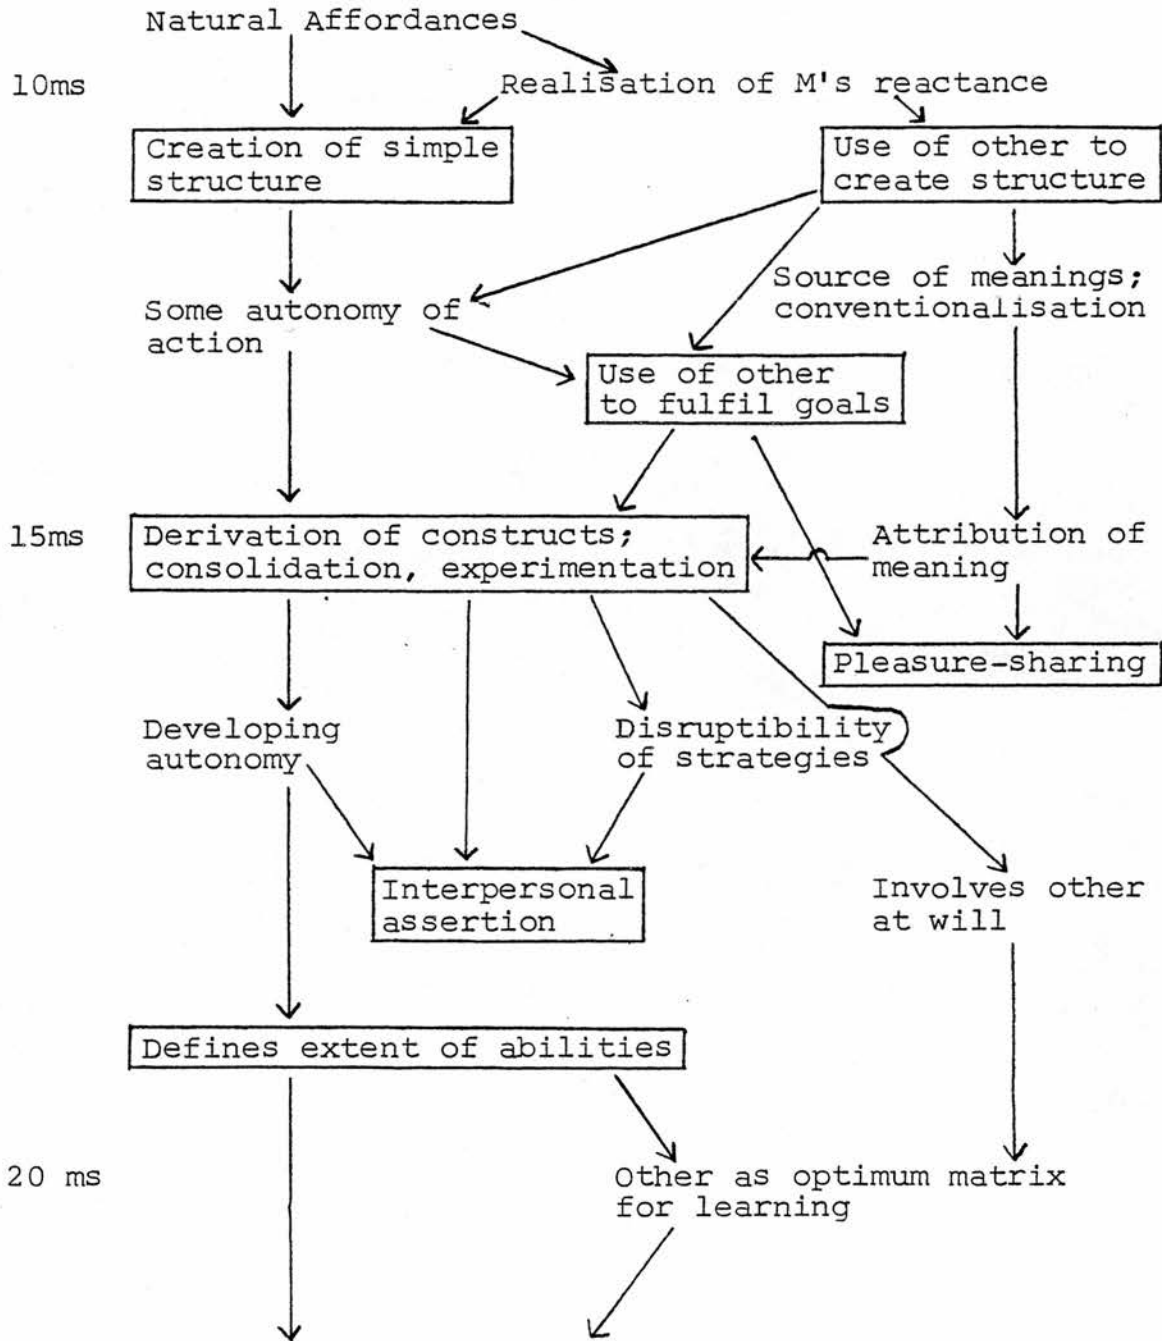 Natural Affordances
10ms
Realisation of M's reactance
Creation of simple
structure
Use of other to
create structure
Source of meanings;
conventionalisation
Some autonomy of
action
Use of other
to fulfil goals
15ms
Derivation of constructs;
consolidation, experimentation
Attribution of
meaning
Pleasure-sharing
Developing
autonomy
Disruptibility
of strategies
Interpersonal
assertion
Involves other
at will
Defines extent of abilities
20 ms
Other as optimum matrix
for learning